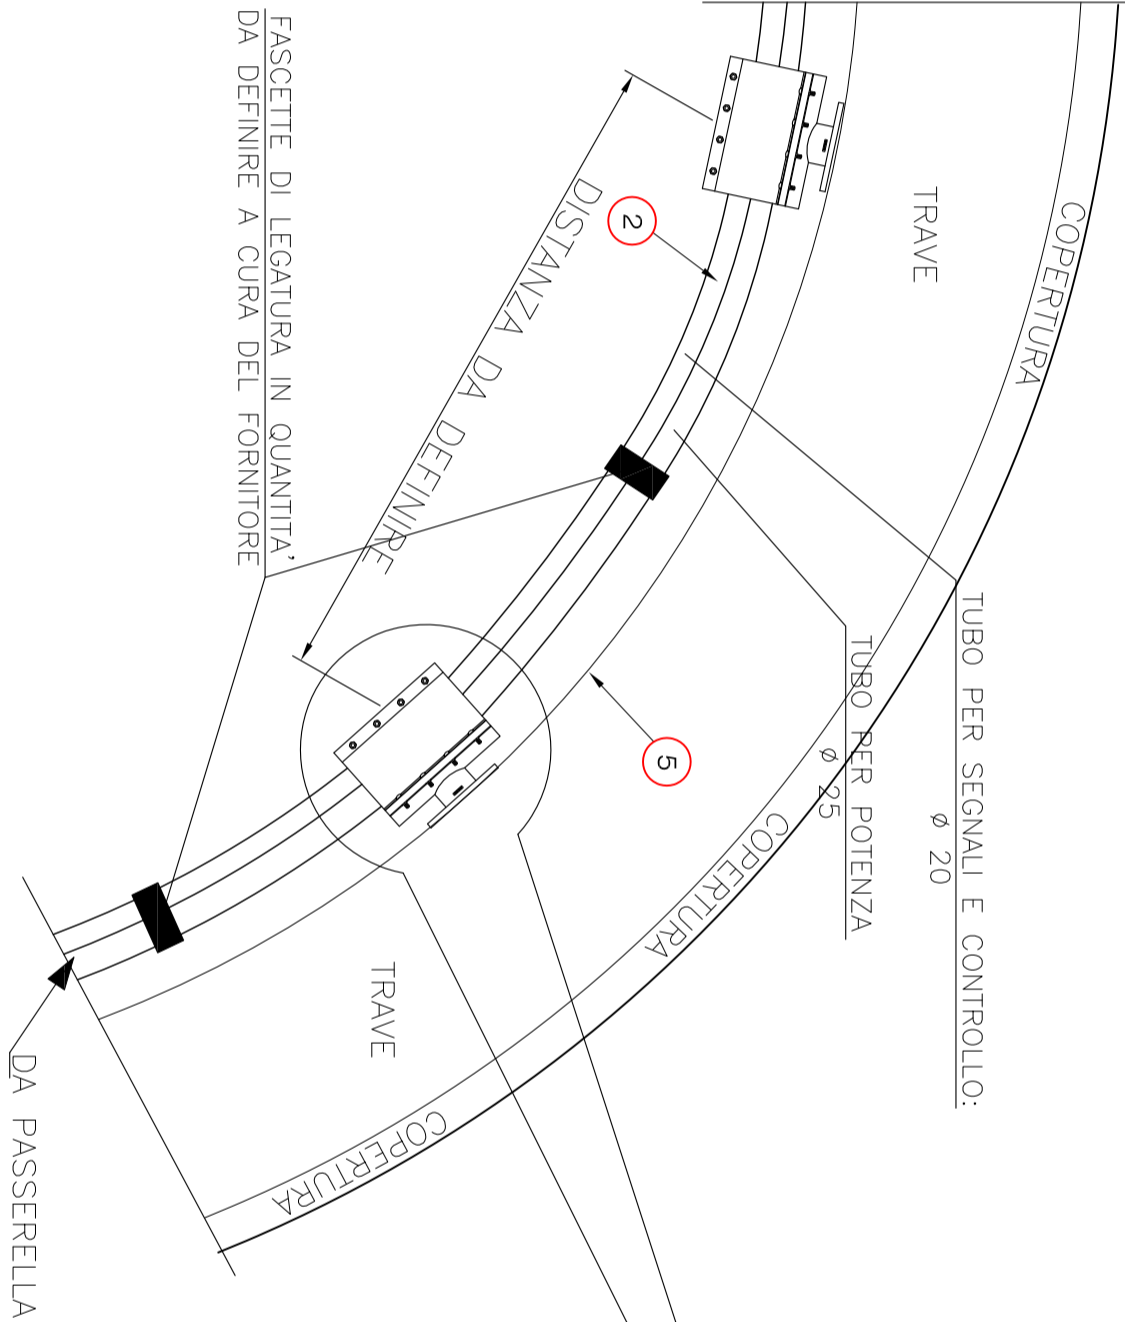 COPERTURA
TRAVE
TUBO PER SEGNALI E CONTROLLO:
ø 20
TUBO PER POTENZA
ø 25
COPERTURA
2
5
DISTANZA DA DEFINIRE
FASCETTE DI LEGATURA IN QUANTITA'
DA DEFINIRE A CURA DEL FORNITORE
TRAVE
COPERTURA
DA PASSERELLA